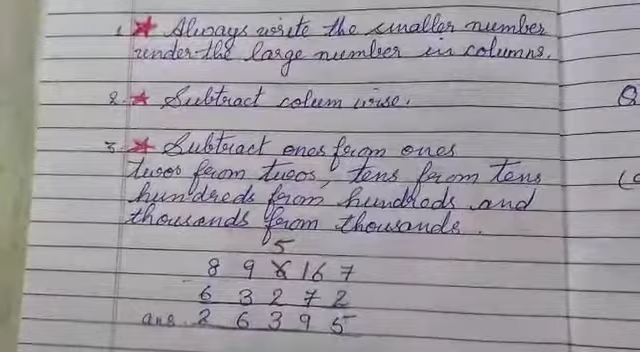 1. ★ Always write the smaller number
under the large number in columns.
2. ★ Subtract colum wise.
Q
3. ★ Subtract ones from ones
twos from twos, tens from tens
hundreds from hundreds and
thousands from thousands.
5
8 9 6 16 7
- 6 3 2 7 2
ans. 2 6 3 9 5